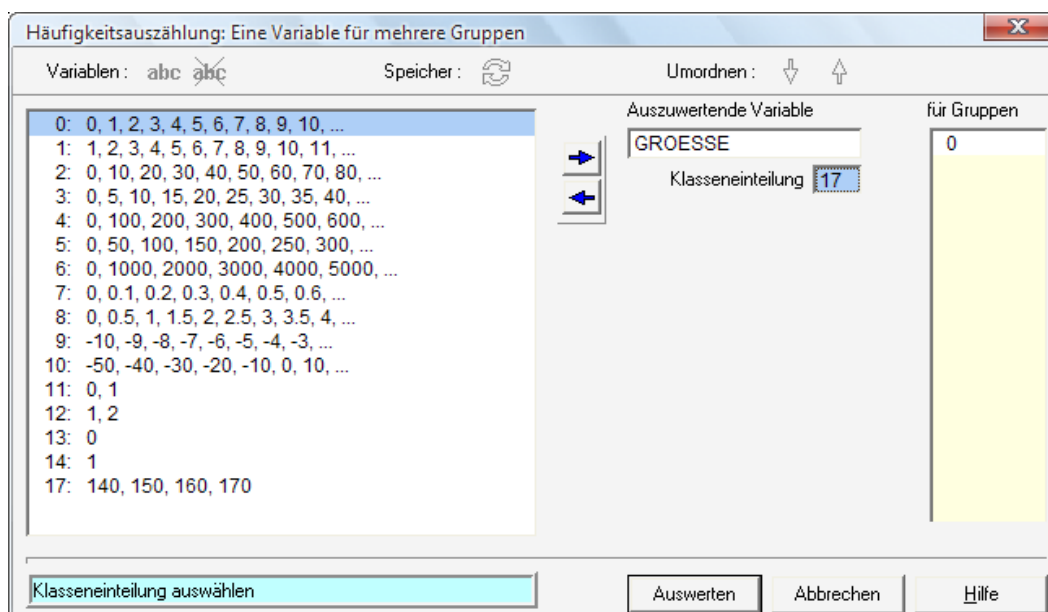 Häufigkeitsauszählung: Eine Variable für mehrere Gruppen
Variablen : abc abc Speicher : Umordnen :
0: 0, 1, 2, 3, 4, 5, 6, 7, 8, 9, 10, ...
1: 1, 2, 3, 4, 5, 6, 7, 8, 9, 10, 11, ...
2: 0, 10, 20, 30, 40, 50, 60, 70, 80, ...
3: 0, 5, 10, 15, 20, 25, 30, 35, 40, ...
4: 0, 100, 200, 300, 400, 500, 600, ...
5: 0, 50, 100, 150, 200, 250, 300, ...
6: 0, 1000, 2000, 3000, 4000, 5000, ...
7: 0, 0.1, 0.2, 0.3, 0.4, 0.5, 0.6, ...
8: 0, 0.5, 1, 1.5, 2, 2.5, 3, 3.5, 4, ...
9: -10, -9, -8, -7, -6, -5, -4, -3, ...
10: -50, -40, -30, -20, -10, 0, 10, ...
11: 0, 1
12: 1, 2
13: 0
14: 1
17: 140, 150, 160, 170
Auszuwertende Variable
GROESSE
Klasseneinteilung 17
für Gruppen
0
Klasseneinteilung auswählen
Auswerten Abbrechen Hilfe